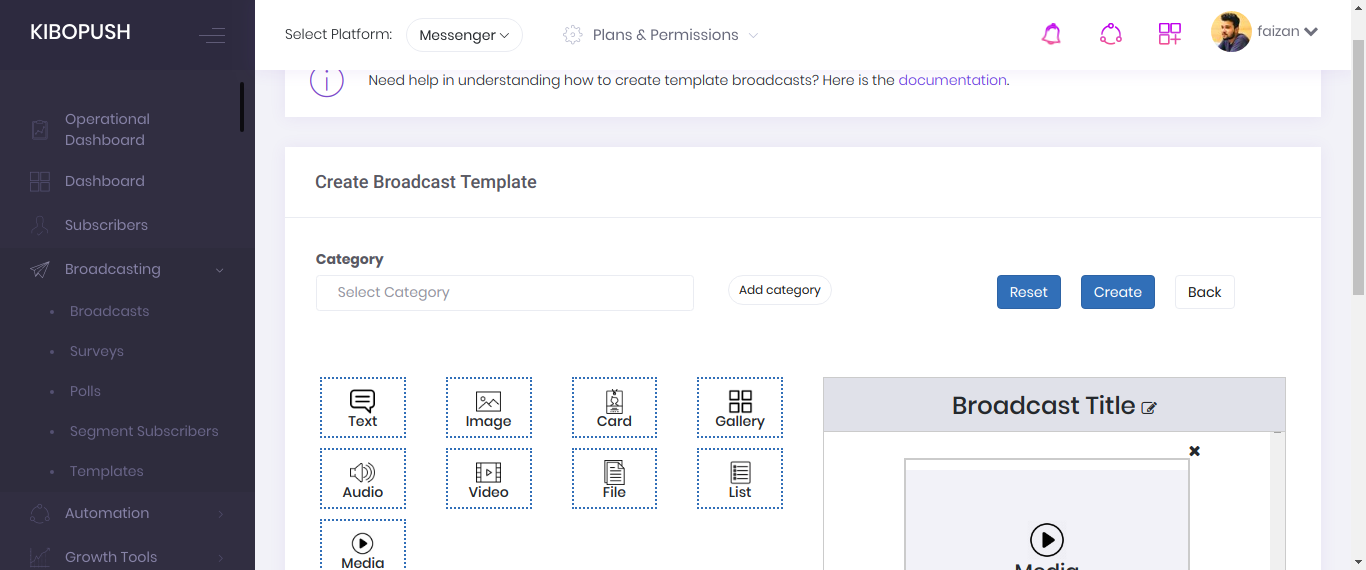 KIBOPUSH
Select Platform: Messenger
Plans & Permissions
faizan
Need help in understanding how to create template broadcasts? Here is the documentation.
Operational
Dashboard
Dashboard
Subscribers
Broadcasting
Broadcasts
Surveys
Polls
Segment Subscribers
Templates
Automation
Growth Tools
Create Broadcast Template
Category
Select Category
Add category
Reset
Create
Back
Text
Image
Card
Gallery
Audio
Video
File
List
Media
Broadcast Title
Media